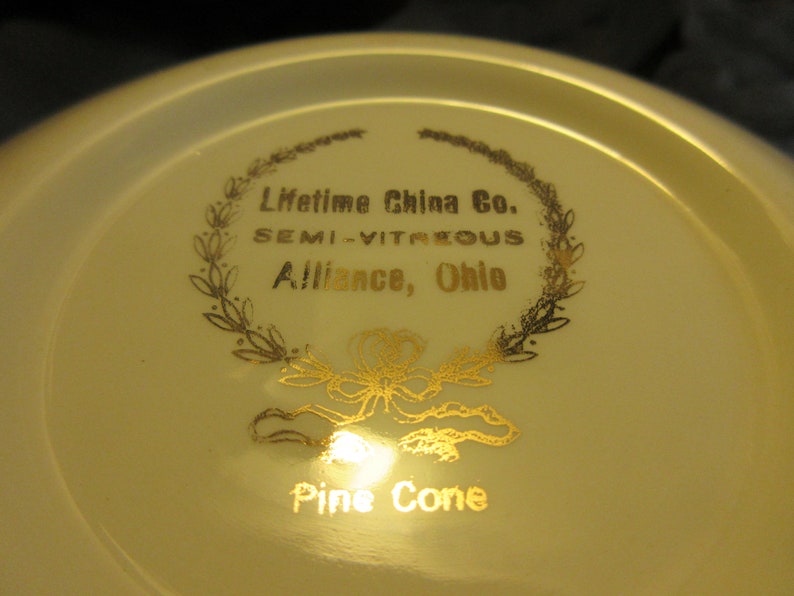 Lifetime China Co.
SEMI-VITREOUS
Alliance, Ohio
Pine Cone